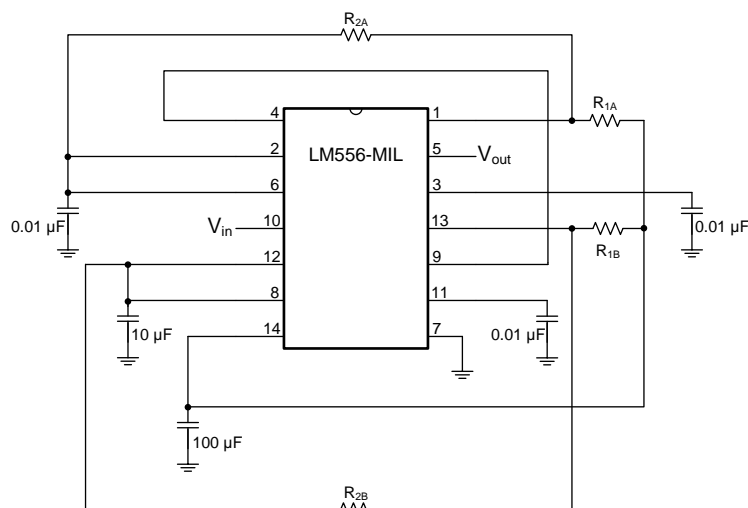 R2A
R1A
4
1
2
LM556-MIL
5
Vout
6
3
0.01 µF
Vin
10
13
0.01 µF
R1B
12
9
8
11
10 µF
14
0.01 µF
7
100 µF
R2B